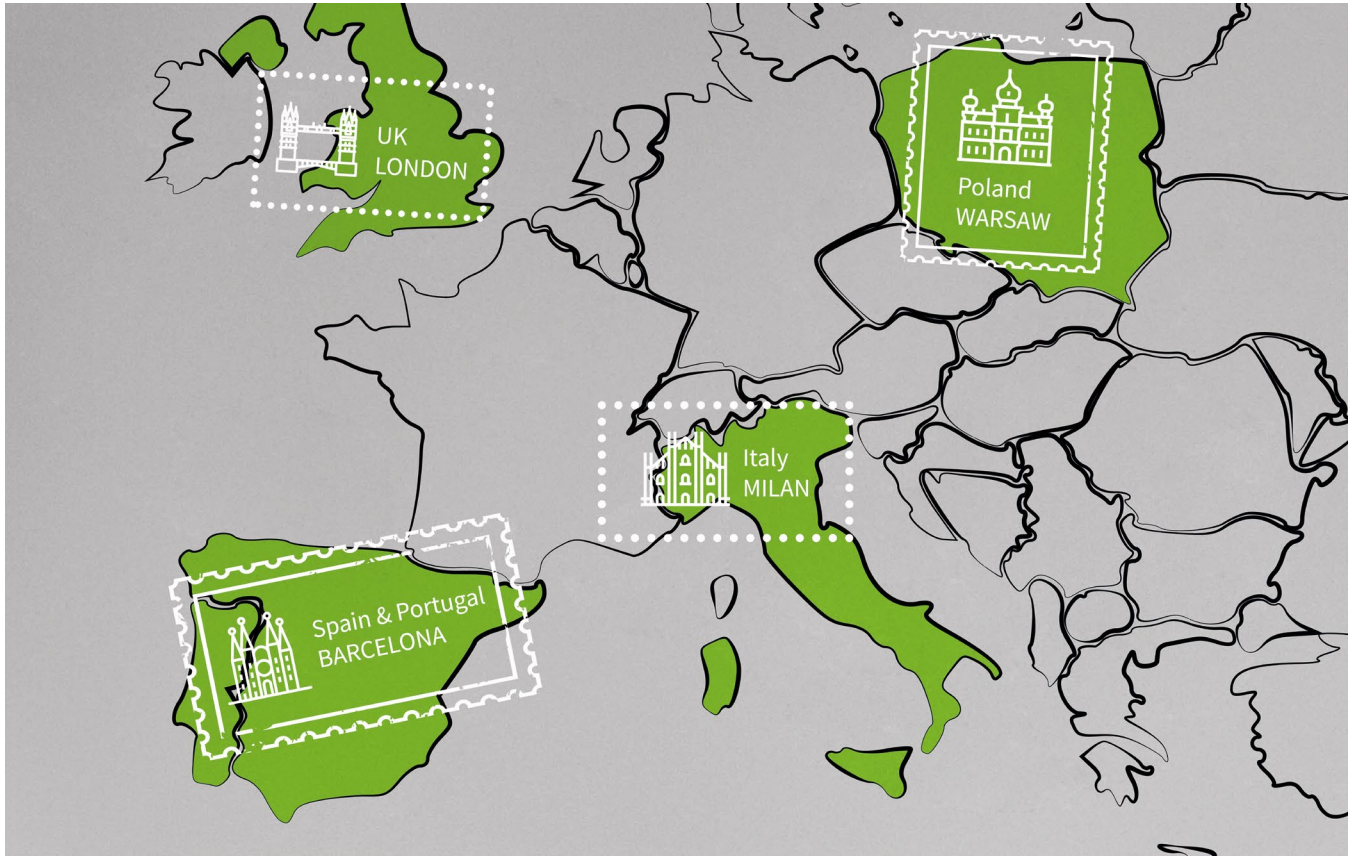 UK
LONDON
Poland
WARSAW
Italy
MILAN
Spain & Portugal
BARCELONA